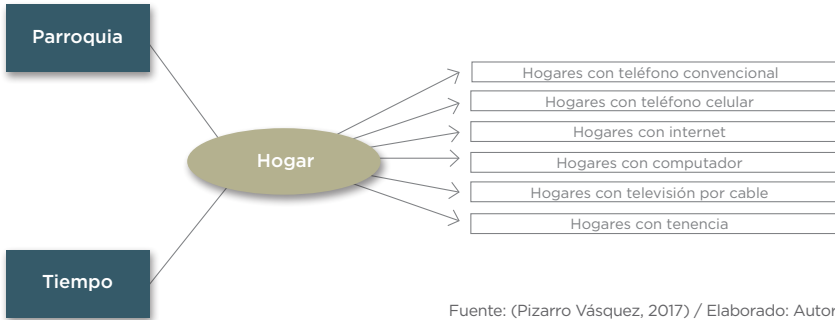 Parroquia
Hogares con teléfono convencional
Hogares con teléfono celular
Hogares con internet
Hogar
Hogares con computador
Hogares con televisión por cable
Hogares con tenencia
Tiempo
Fuente: (Pizarro Vásquez, 2017) / Elaborado: Autor